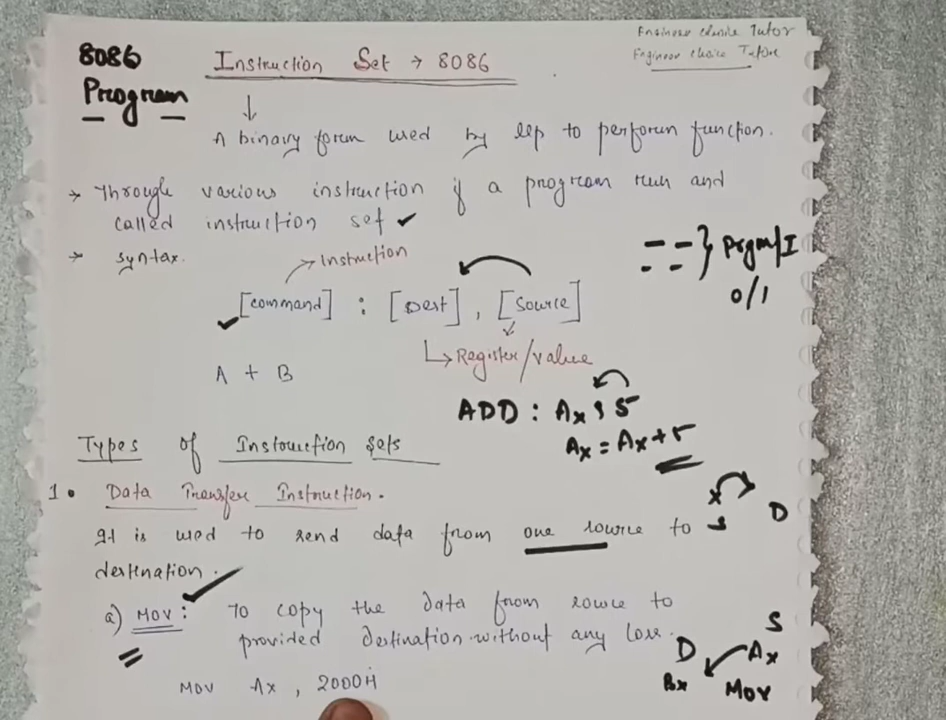 Engineer choice Tutor
Engineer choice Tutor
8086
Program
Instruction Set → 8086
↓
A binary form used by up to perform function.
→ Through various instruction if a program run and
called instruction set ✓
→ Syntax.
→ Instruction
[command] : [Dest] , [Source]
-- -- } Prgm/I
0/1
↳ Register/value
A + B
ADD : Ax , 5
Ax = Ax + 5
Types of Instruction Sets
1. Data Transfer Instruction.
It is used to send data from one source to
destination.
S D
a) MOV : To copy the data from source to
provided destination without any loss.
D S
Bx Ax
MOV
MOV Ax , 2000H